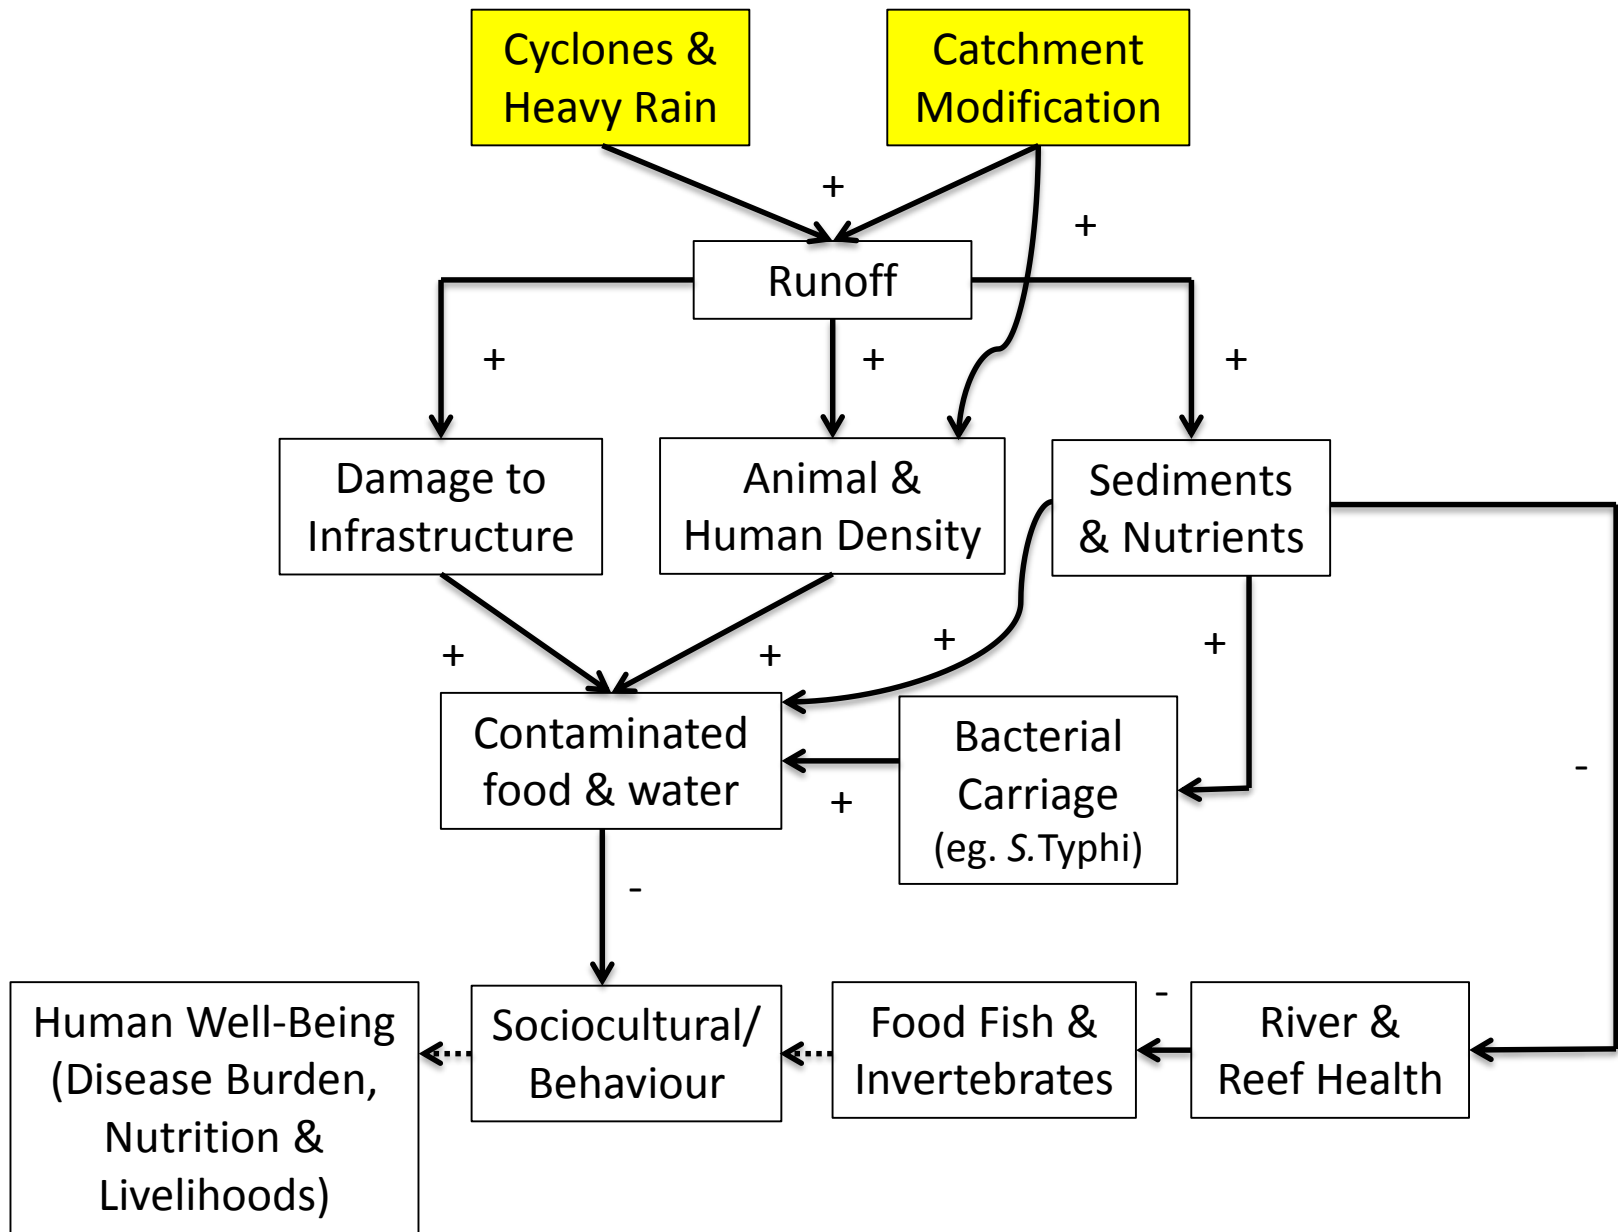 Cyclones &
Heavy Rain
Catchment
Modification
+
+
Runoff
+
+
+
Damage to
Infrastructure
Animal &
Human Density
Sediments
& Nutrients
+
+
+
+
Contaminated
food & water
+
Bacterial
Carriage
(eg. S.Typhi)
-
-
Human Well-Being
(Disease Burden,
Nutrition &
Livelihoods)
Sociocultural/
Behaviour
Food Fish &
Invertebrates
-
River &
Reef Health